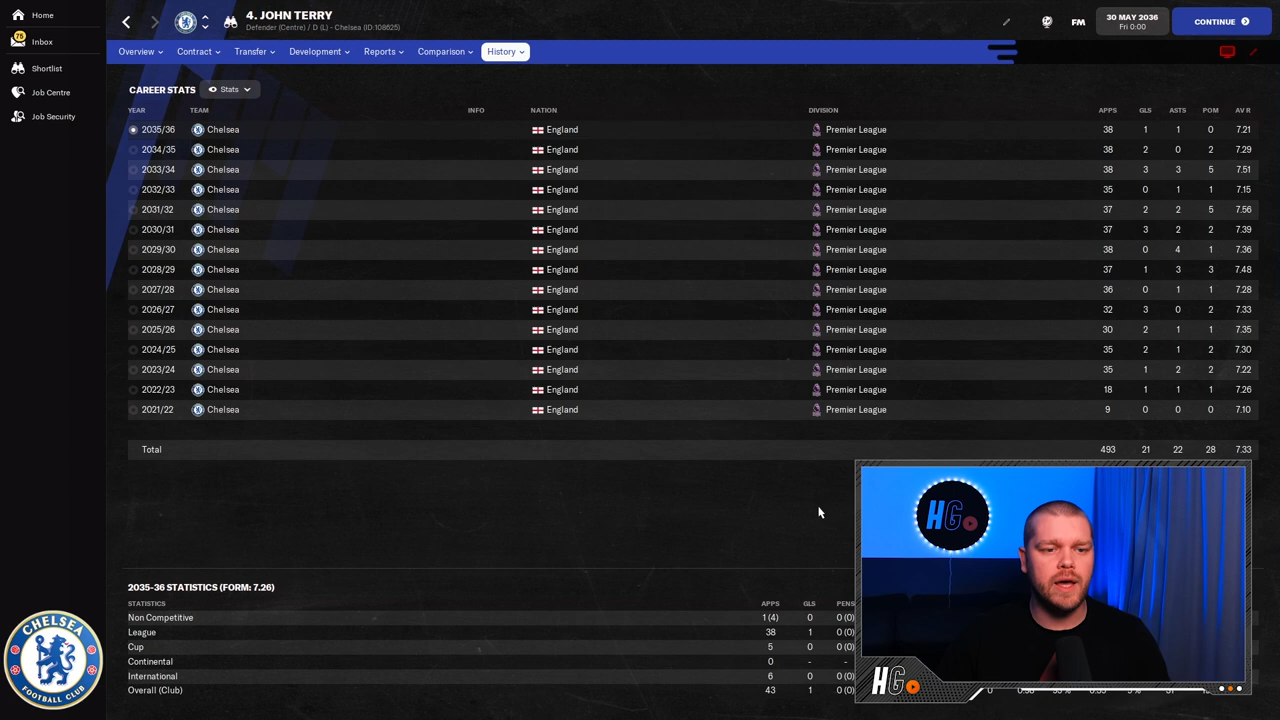 Home
75
Inbox
Shortlist
Job Centre
Job Security
4. JOHN TERRY
Defender (Centre) / D (L) - Chelsea (ID:108625)
FM
30 MAY 2036
Fri 0:00
CONTINUE
Overview Contract Transfer Development Reports Comparison History
CAREER STATS Stats
YEAR TEAM INFO NATION DIVISION APPS GLS ASTS POM AV R
2035/36 Chelsea England Premier League 38 1 1 0 7.21
2034/35 Chelsea England Premier League 38 2 0 2 7.29
2033/34 Chelsea England Premier League 38 3 3 5 7.51
2032/33 Chelsea England Premier League 35 0 1 1 7.15
2031/32 Chelsea England Premier League 37 2 2 5 7.56
2030/31 Chelsea England Premier League 37 3 2 2 7.39
2029/30 Chelsea England Premier League 38 0 4 1 7.36
2028/29 Chelsea England Premier League 37 1 3 3 7.48
2027/28 Chelsea England Premier League 36 0 1 1 7.28
2026/27 Chelsea England Premier League 32 3 0 2 7.33
2025/26 Chelsea England Premier League 30 2 1 1 7.35
2024/25 Chelsea England Premier League 35 2 1 2 7.30
2023/24 Chelsea England Premier League 35 1 2 2 7.22
2022/23 Chelsea England Premier League 18 1 1 1 7.26
2021/22 Chelsea England Premier League 9 0 0 0 7.10
Total 493 21 22 28 7.33
2035-36 STATISTICS (FORM: 7.26)
STATISTICS APPS GLS PENS
Non Competitive 1 (4) 0 0 (0)
League 38 1 0 (0)
Cup 5 0 0 (0)
Continental 0 - -
International 6 0 0 (0)
Overall (Club) 43 1 0 (0)
CHELSEA
FOOTBALL CLUB
HG
HG